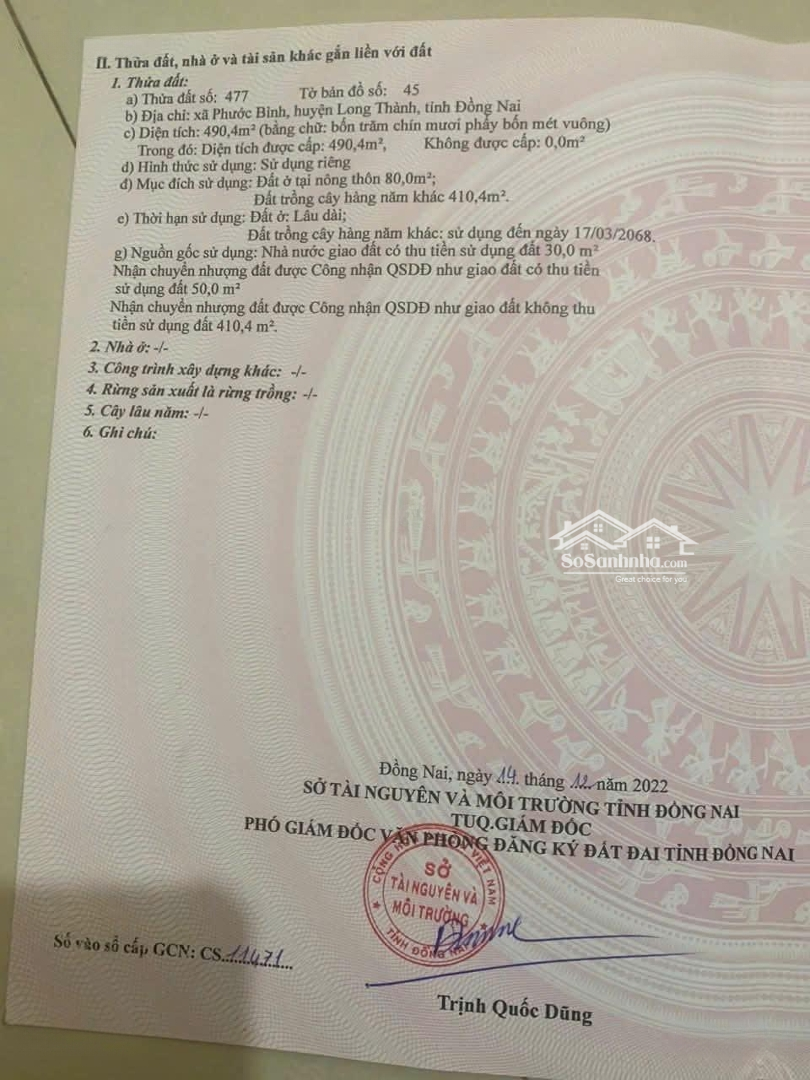 II. Thửa đất, nhà ở và tài sản khác gắn liền với đất
1. Thửa đất:
a) Thửa đất số: 477 Tờ bản đồ số: 45
b) Địa chỉ: xã Phước Bình, huyện Long Thành, tỉnh Đồng Nai
c) Diện tích: 490,4m² (bằng chữ: bốn trăm chín mươi phẩy bốn mét vuông)
Trong đó: Diện tích được cấp: 490,4m², Không được cấp: 0,0m²
d) Hình thức sử dụng: Sử dụng riêng
đ) Mục đích sử dụng: Đất ở tại nông thôn 80,0m²;
Đất trồng cây hàng năm khác 410,4m².
e) Thời hạn sử dụng: Đất ở: Lâu dài;
Đất trồng cây hàng năm khác: sử dụng đến ngày 17/03/2068.
g) Nguồn gốc sử dụng: Nhà nước giao đất có thu tiền sử dụng đất 30,0 m²
Nhận chuyển nhượng đất được Công nhận QSDĐ như giao đất có thu tiền
sử dụng đất 50,0 m²
Nhận chuyển nhượng đất được Công nhận QSDĐ như giao đất không thu
tiền sử dụng đất 410,4 m².
2. Nhà ở: -/-
3. Công trình xây dựng khác: -/-
4. Rừng sản xuất là rừng trồng: -/-
5. Cây lâu năm: -/-
6. Ghi chú:
SoSanhnha.com
Great choice for you
Đồng Nai, ngày 14 tháng 12 năm 2022
SỞ TÀI NGUYÊN VÀ MÔI TRƯỜNG TỈNH ĐỒNG NAI
TUQ.GIÁM ĐỐC
PHÓ GIÁM ĐỐC VĂN PHÒNG ĐĂNG KÝ ĐẤT ĐAI TỈNH ĐỒNG NAI
SỞ
TÀI NGUYÊN VÀ
MÔI TRƯỜNG
TỈNH ĐỒNG NAI
Số vào sổ cấp GCN: CS.11471
Trịnh Quốc Dũng